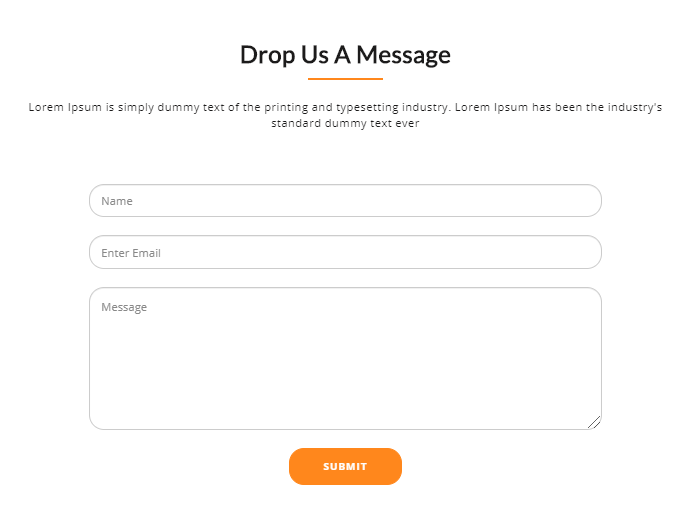 Drop Us A Message
Lorem Ipsum is simply dummy text of the printing and typesetting industry. Lorem Ipsum has been the industry's
standard dummy text ever
Name
Enter Email
Message
SUBMIT